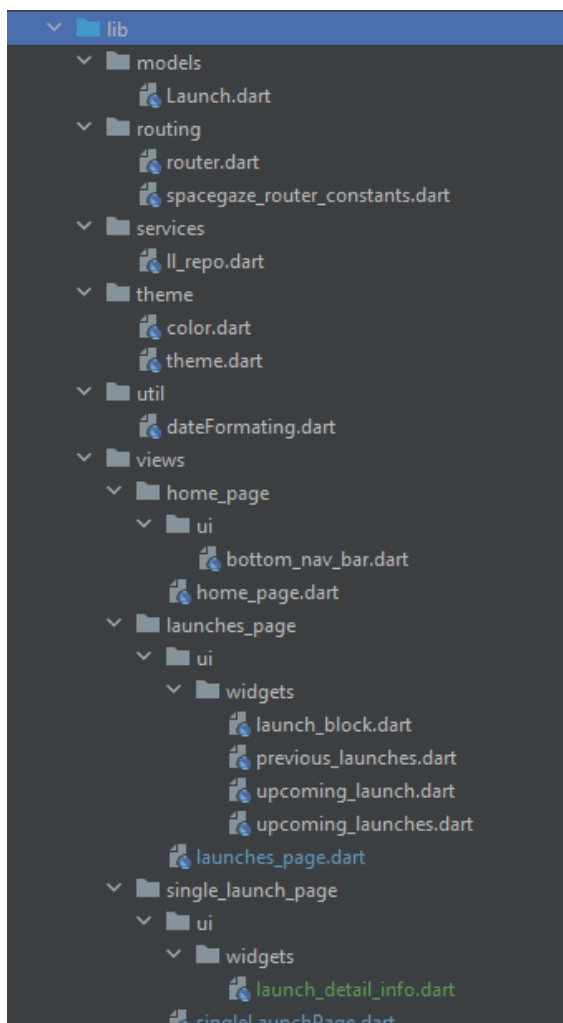 lib
models
Launch.dart
routing
router.dart
spacegaze_router_constants.dart
services
ll_repo.dart
theme
color.dart
theme.dart
util
dateFormating.dart
views
home_page
ui
bottom_nav_bar.dart
home_page.dart
launches_page
ui
widgets
launch_block.dart
previous_launches.dart
upcoming_launch.dart
upcoming_launches.dart
launches_page.dart
single_launch_page
ui
widgets
launch_detail_info.dart
singleLaunchPage.dart